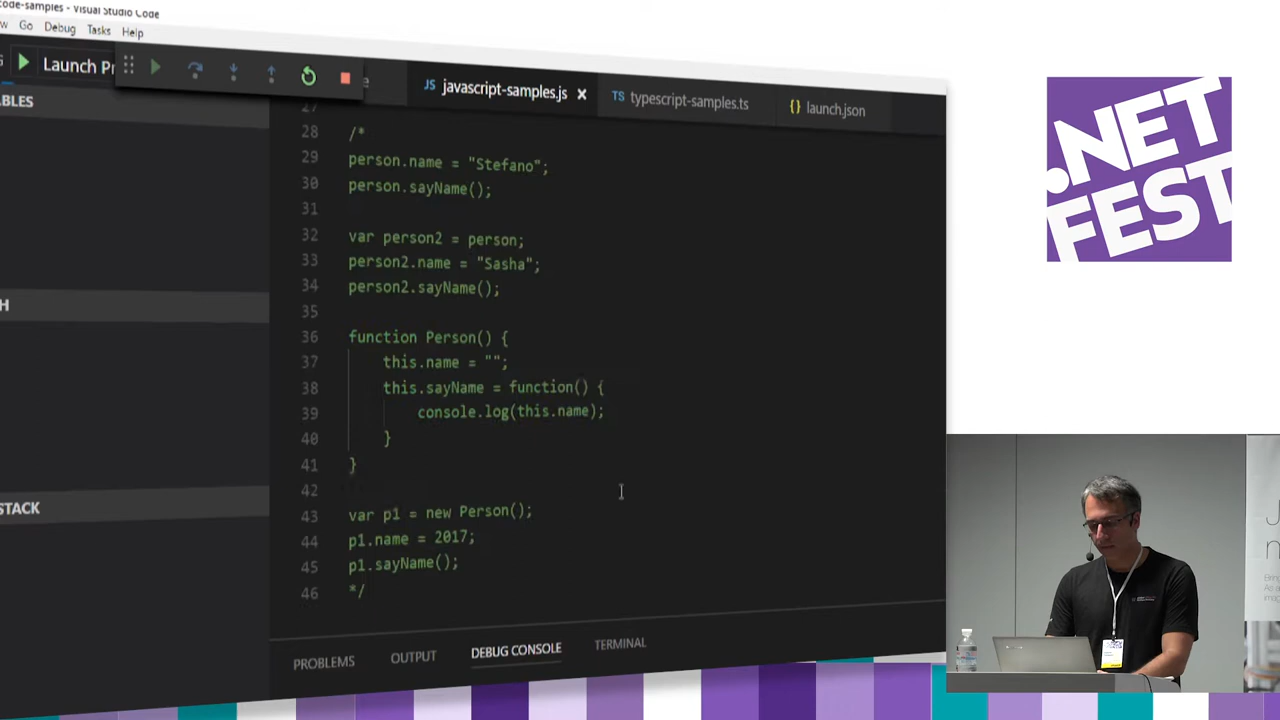 code-samples - Visual Studio Code
Go Debug Tasks Help
Launch Pr
JS javascript-samples.js ×
TS typescript-samples.ts
{} launch.json
27
28 /*
29 person.name = "Stefano";
30 person.sayName();
31
32 var person2 = person;
33 person2.name = "Sasha";
34 person2.sayName();
35
36 function Person() {
37 this.name = "";
38 this.sayName = function() {
39 console.log(this.name);
40 }
41 }
42
43 var p1 = new Person();
44 p1.name = 2017;
45 p1.sayName();
46 */
ABLES
H
STACK
PROBLEMS OUTPUT DEBUG CONSOLE TERMINAL
.NET
FEST